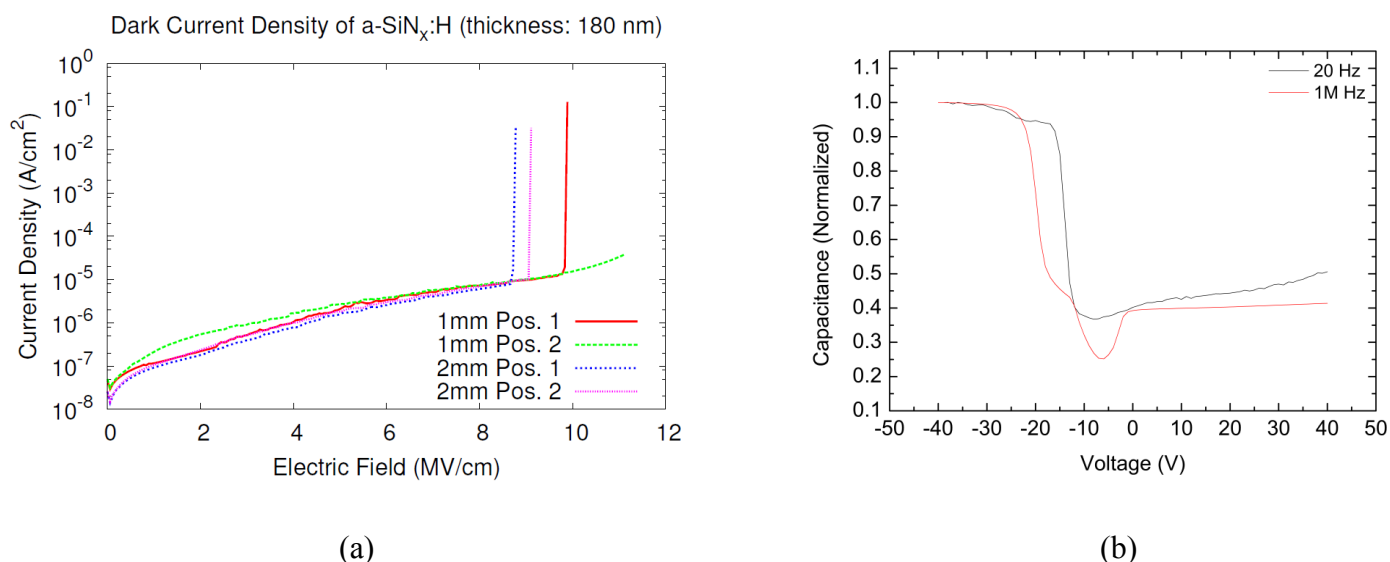 Dark Current Density of a-SiNx:H (thickness: 180 nm)
Current Density (A/cm²)
10⁰
10⁻¹
10⁻²
10⁻³
10⁻⁴
10⁻⁵
10⁻⁶
10⁻⁷
10⁻⁸
1mm Pos. 1
1mm Pos. 2
2mm Pos. 1
2mm Pos. 2
0 2 4 6 8 10 12
Electric Field (MV/cm)
(a)
Capacitance (Normalized)
1.1
1.0
0.9
0.8
0.7
0.6
0.5
0.4
0.3
0.2
0.1
20 Hz
1M Hz
-50 -40 -30 -20 -10 0 10 20 30 40 50
Voltage (V)
(b)